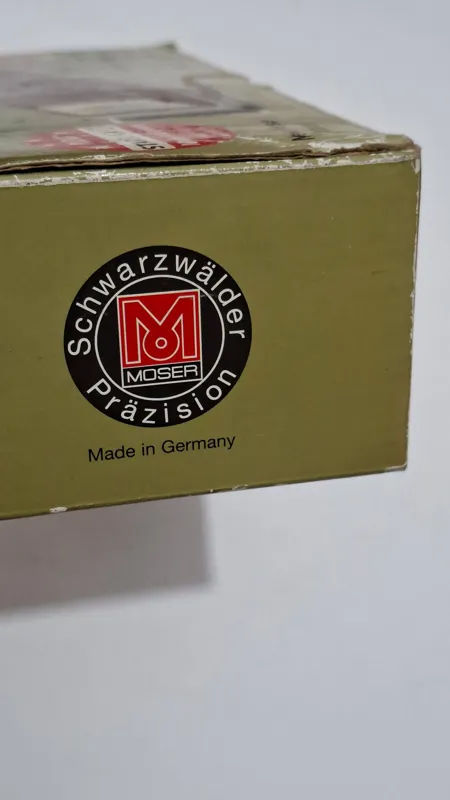 Schwarzwälder
M
MOSER
Präzision
Made in Germany